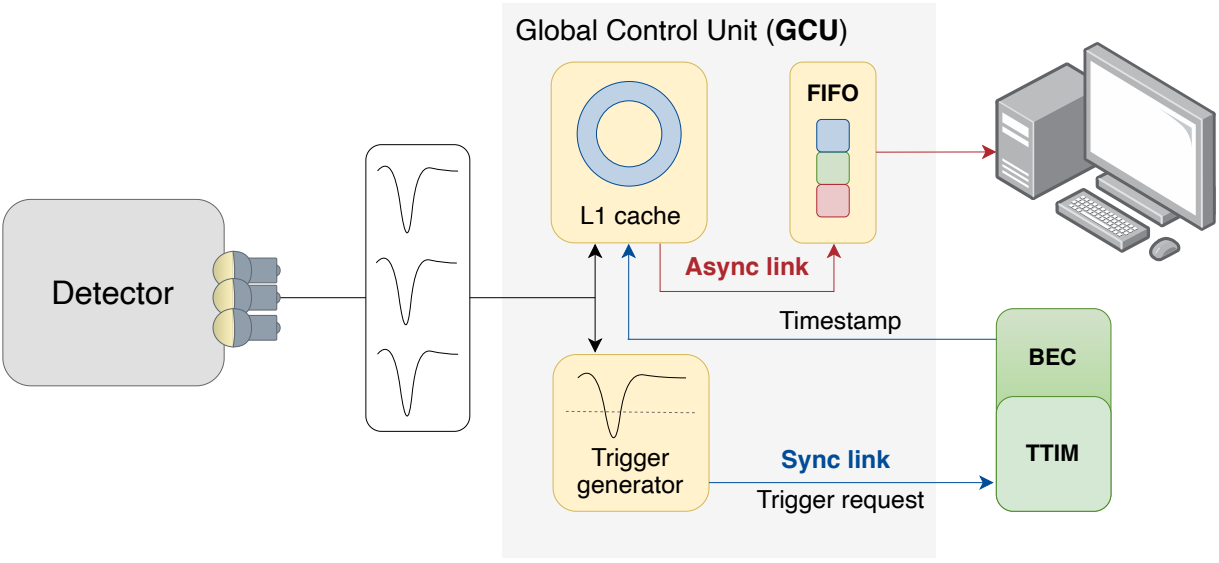 Global Control Unit (GCU)
FIFO
L1 cache
Async link
Detector
Timestamp
BEC
TTIM
Trigger
generator
Sync link
Trigger request